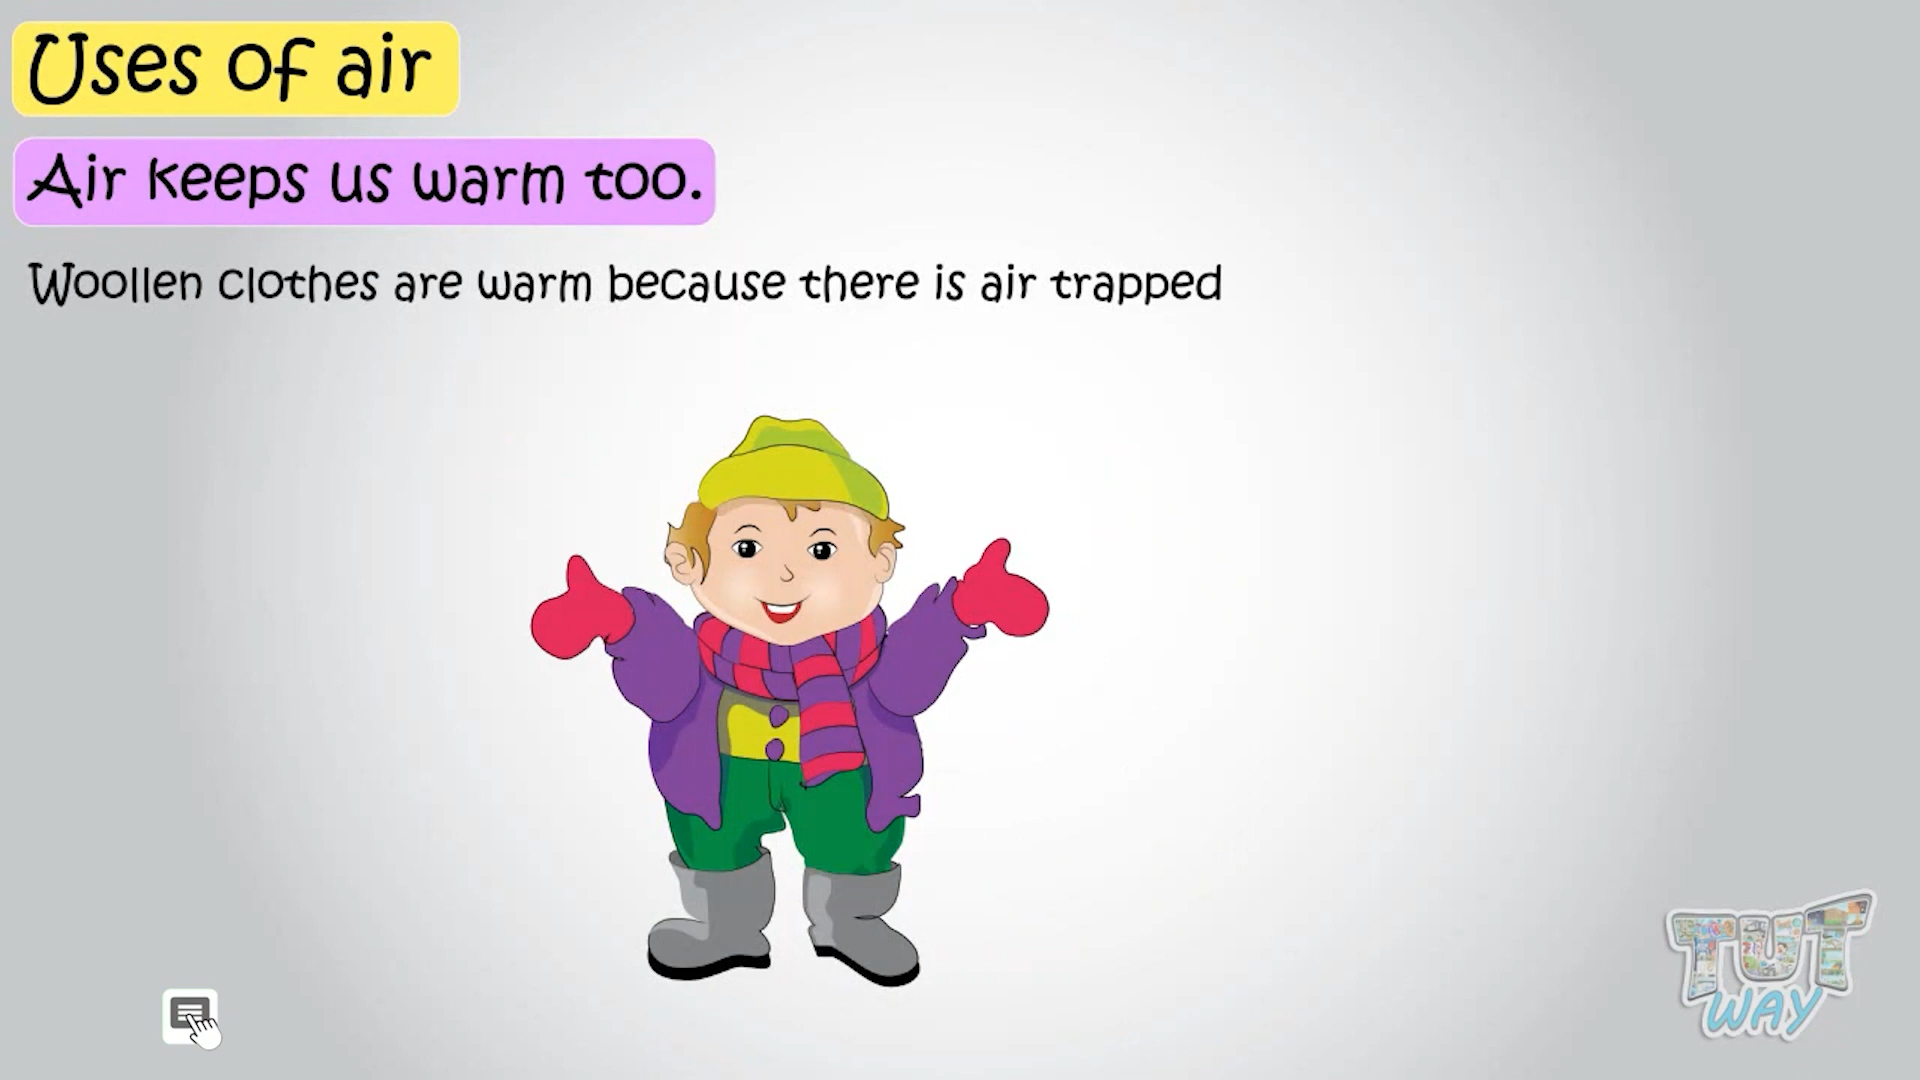 Uses of air
Air keeps us warm too.
Woollen clothes are warm because there is air trapped
TUT
WAY